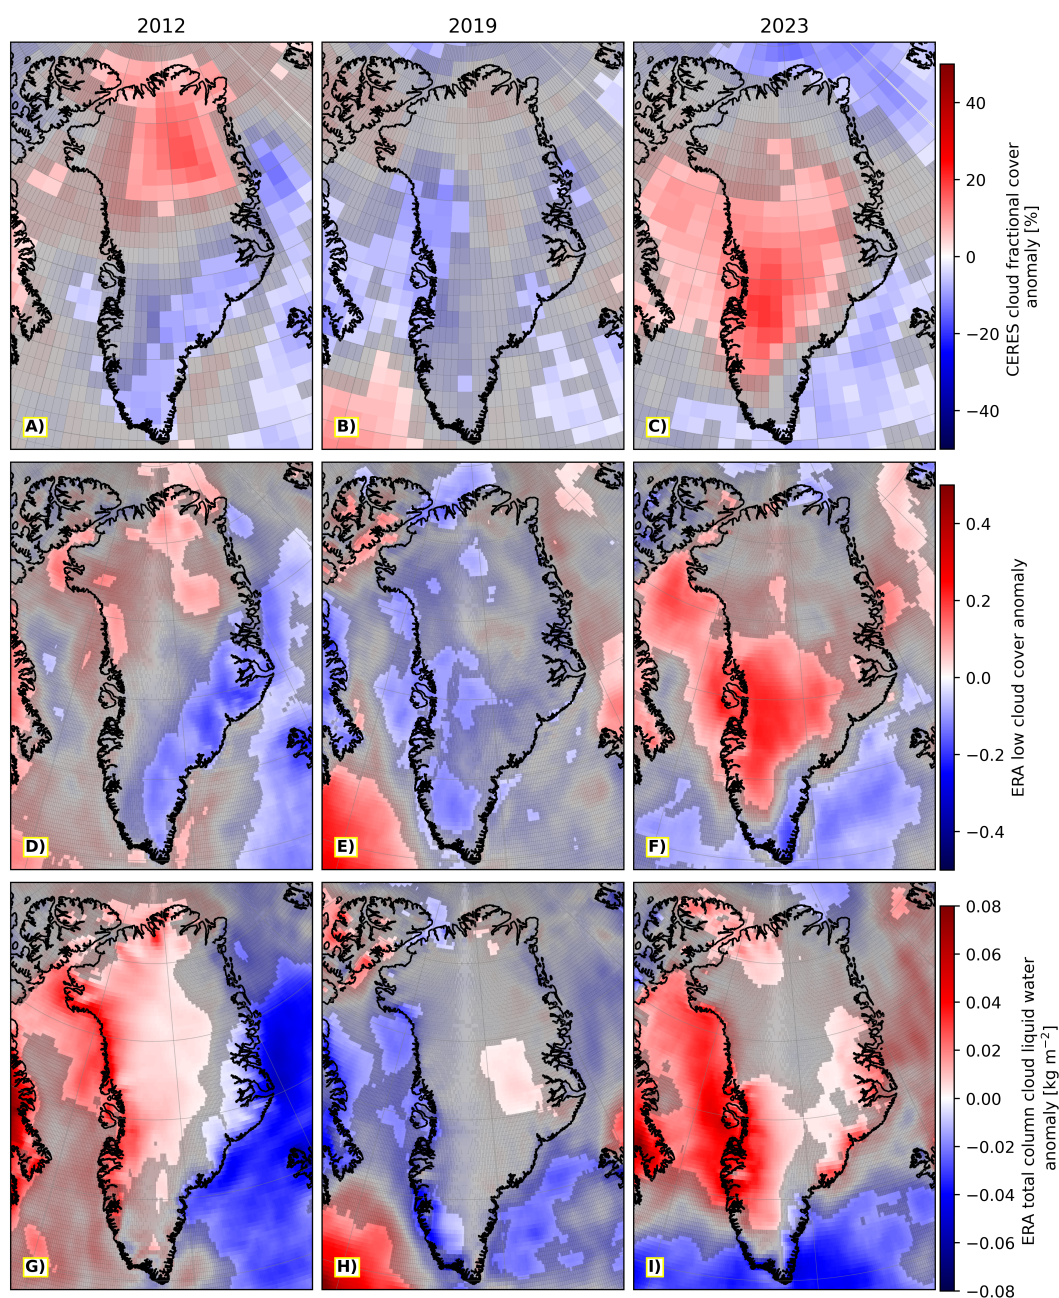 2012
2019
2023
A)
B)
C)
40
20
0
−20
−40
CERES cloud fractional cover
anomaly [%]
D)
E)
F)
0.4
0.2
0.0
−0.2
−0.4
ERA low cloud cover anomaly
G)
H)
I)
0.08
0.06
0.04
0.02
0.00
−0.02
−0.04
−0.06
−0.08
ERA total column cloud liquid water
anomaly [kg m⁻²]